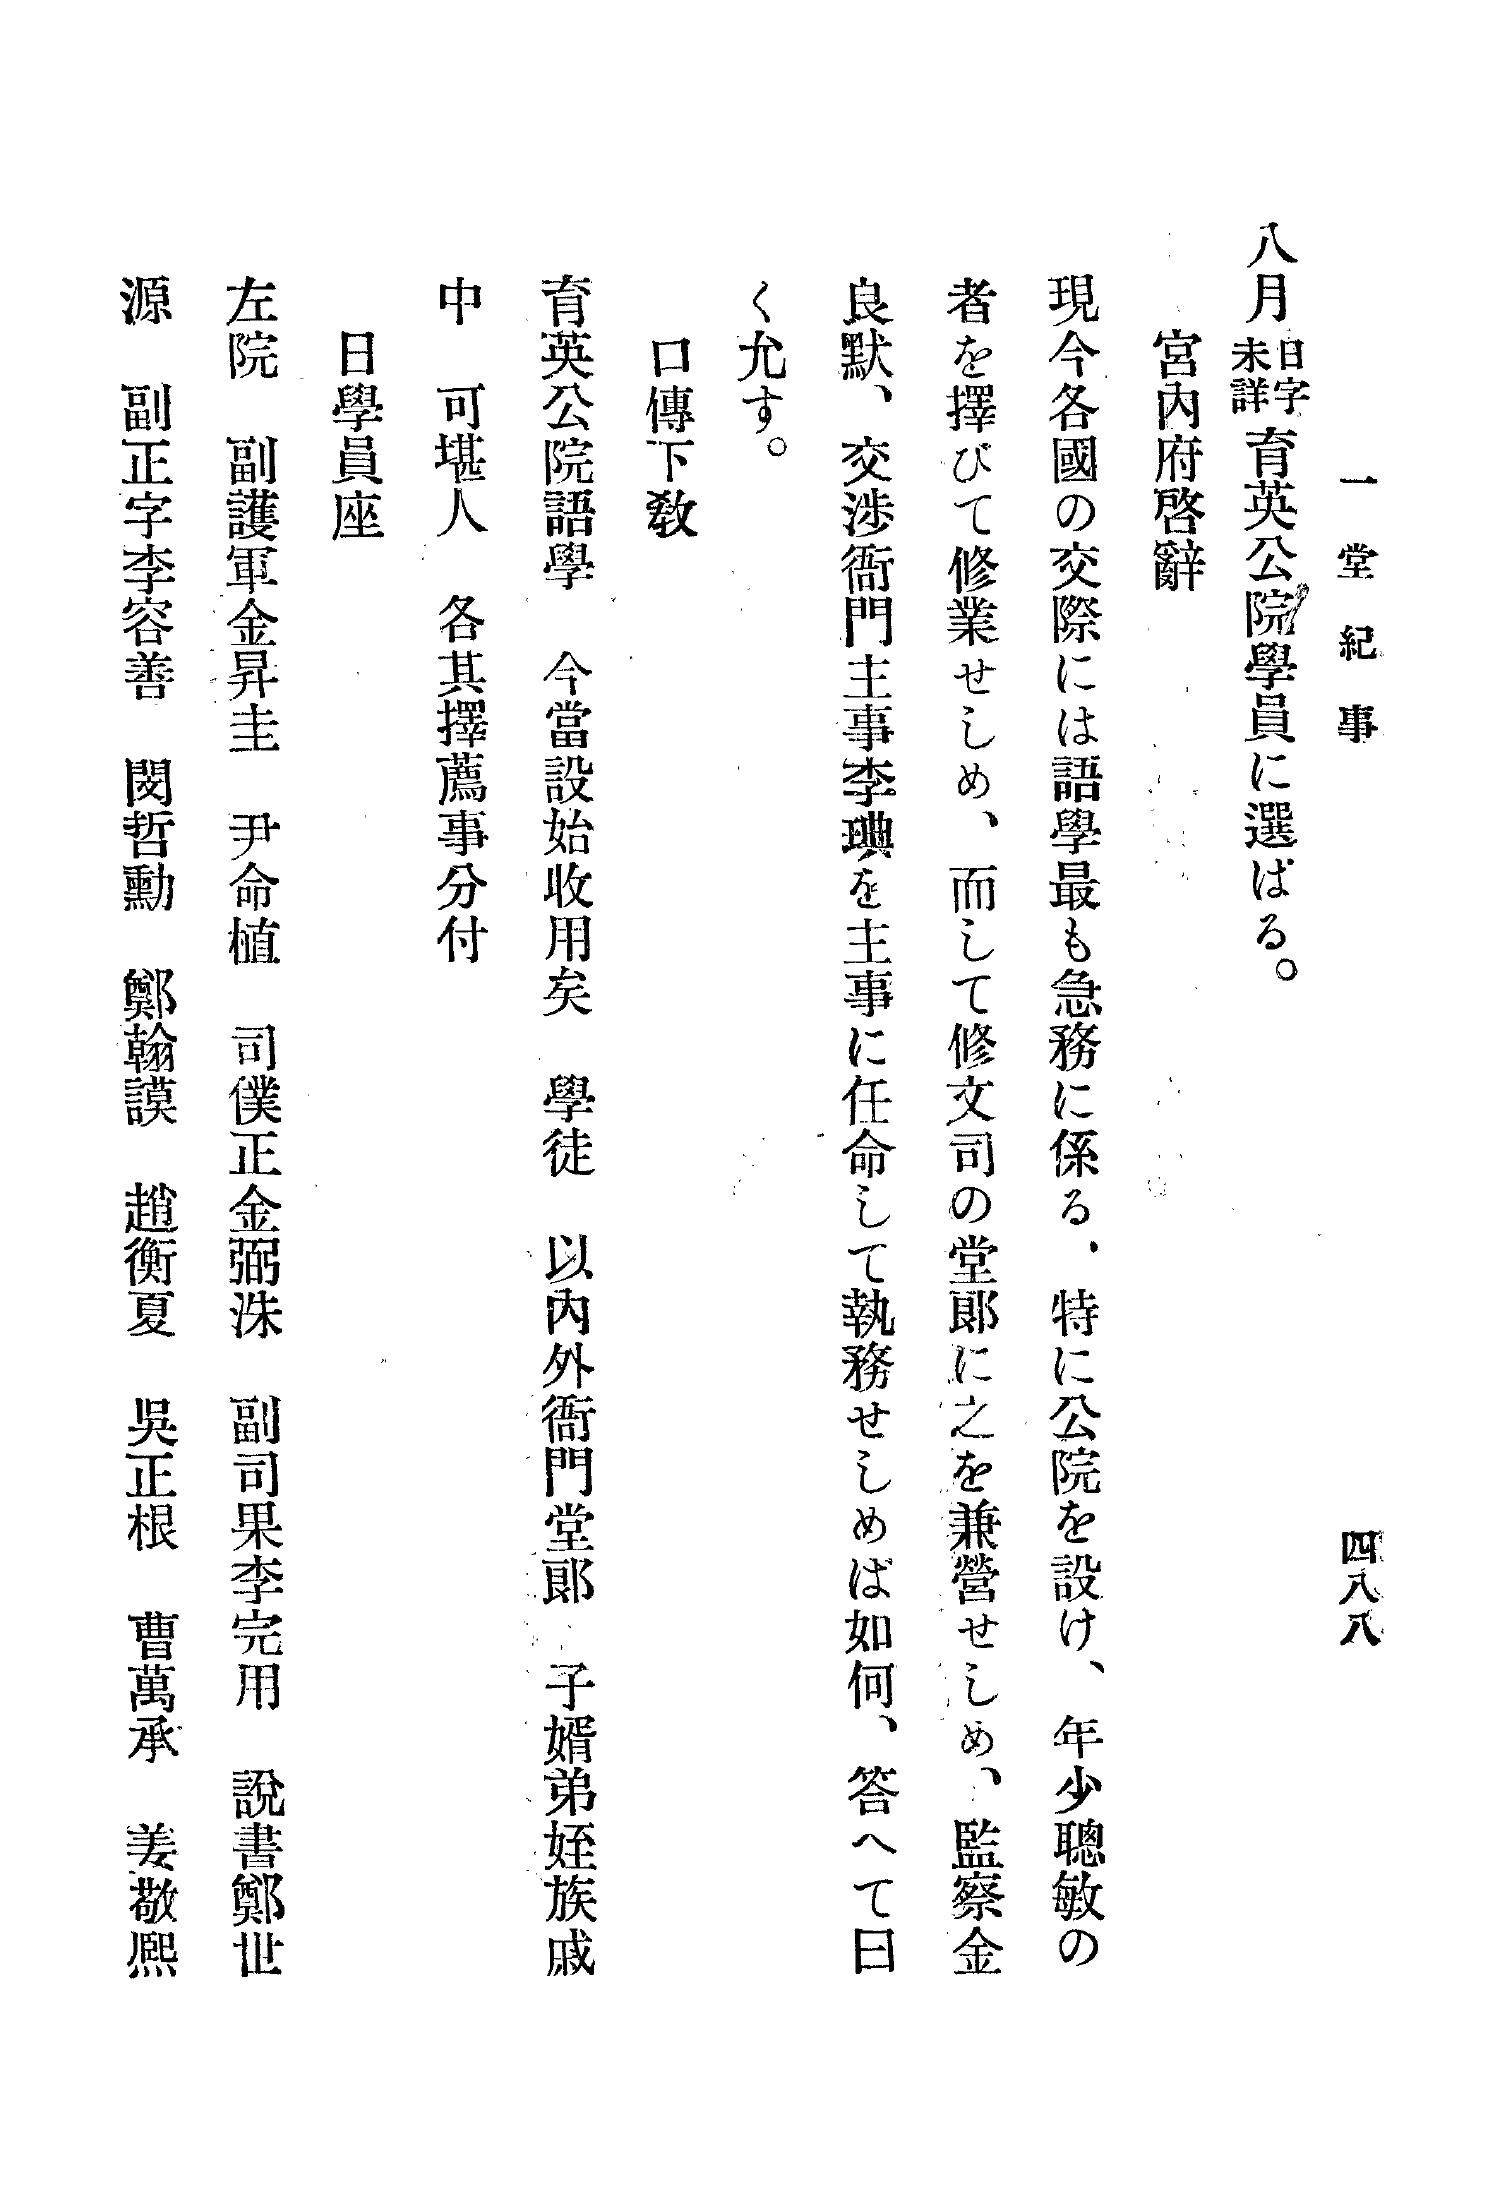 一堂紀事
四八八
八月日字未詳育英公院學員に選ばる。
宮內府啓辭
現今各國の交際には語學最も急務に係る、特に公院を設け、年少聰敏の
者を擇びて修業せしめ、而して修文司の堂郞に之を兼營せしめ、監察金
良默、交涉衙門主事李琠を主事に任命して執務せしめば如何、答へて曰
く允す。
口傳下敎
育英公院語學　今當設始收用矣　學徒　以內外衙門堂郞　子婿弟姪族戚
中　可堪人　各其擇薦事分付
日學員座
左院　副護軍金昇圭　尹命植　司僕正金弼洙　副司果李完用　說書鄭世
源　副正字李容善　閔哲勳　鄭翰謨　趙衡夏　吳正根　曹萬承　姜敬熙